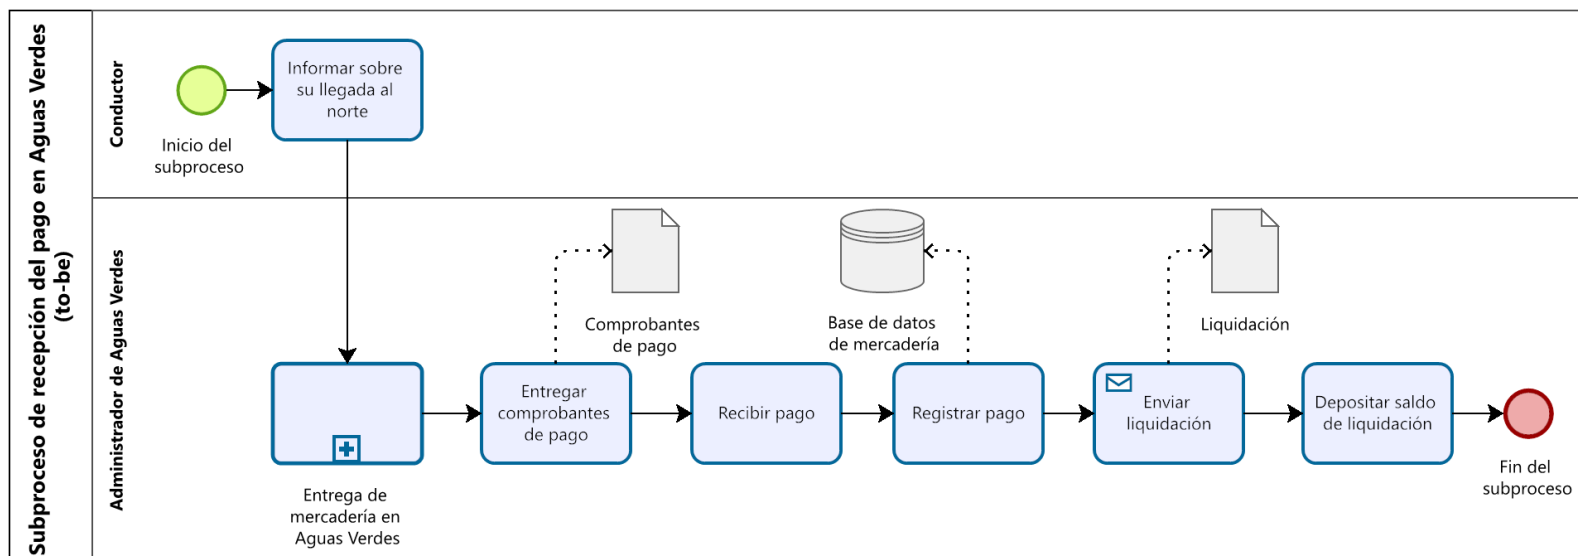 Subproceso de recepción del pago en Aguas Verdes
(to-be)
Conductor
Inicio del
subproceso
Informar sobre
su llegada al
norte
Administrador de Aguas Verdes
Entrega de
mercadería en
Aguas Verdes
Entregar
comprobantes
de pago
Comprobantes
de pago
Recibir pago
Base de datos
de mercadería
Registrar pago
Enviar
liquidación
Liquidación
Depositar saldo
de liquidación
Fin del
subproceso